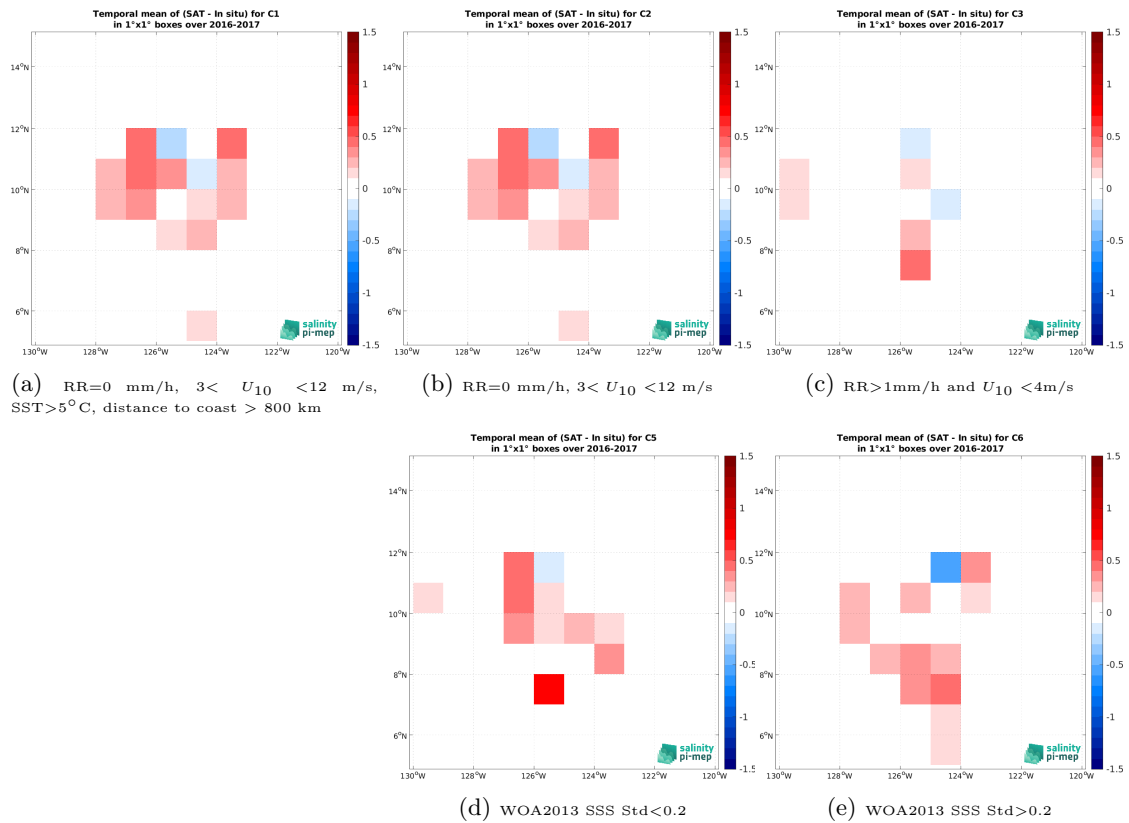 Temporal mean of (SAT - In situ) for C1
in 1°x1° boxes over 2016-2017
14°N
12°N
10°N
8°N
6°N
130°W 128°W 126°W 124°W 122°W 120°W
1.5
1
0.5
0
-0.5
-1
-1.5
salinity
pi-mep
(a) RR=0 mm/h, 3< U10 <12 m/s,
SST>5°C, distance to coast > 800 km
Temporal mean of (SAT - In situ) for C2
in 1°x1° boxes over 2016-2017
14°N
12°N
10°N
8°N
6°N
130°W 128°W 126°W 124°W 122°W 120°W
1.5
1
0.5
0
-0.5
-1
-1.5
salinity
pi-mep
(b) RR=0 mm/h, 3< U10 <12 m/s
Temporal mean of (SAT - In situ) for C3
in 1°x1° boxes over 2016-2017
14°N
12°N
10°N
8°N
6°N
130°W 128°W 126°W 124°W 122°W 120°W
1.5
1
0.5
0
-0.5
-1
-1.5
salinity
pi-mep
(c) RR>1mm/h and U10 <4m/s
Temporal mean of (SAT - In situ) for C5
in 1°x1° boxes over 2016-2017
14°N
12°N
10°N
8°N
6°N
130°W 128°W 126°W 124°W 122°W 120°W
1.5
1
0.5
0
-0.5
-1
-1.5
salinity
pi-mep
(d) WOA2013 SSS Std<0.2
Temporal mean of (SAT - In situ) for C6
in 1°x1° boxes over 2016-2017
14°N
12°N
10°N
8°N
6°N
130°W 128°W 126°W 124°W 122°W 120°W
1.5
1
0.5
0
-0.5
-1
-1.5
salinity
pi-mep
(e) WOA2013 SSS Std>0.2